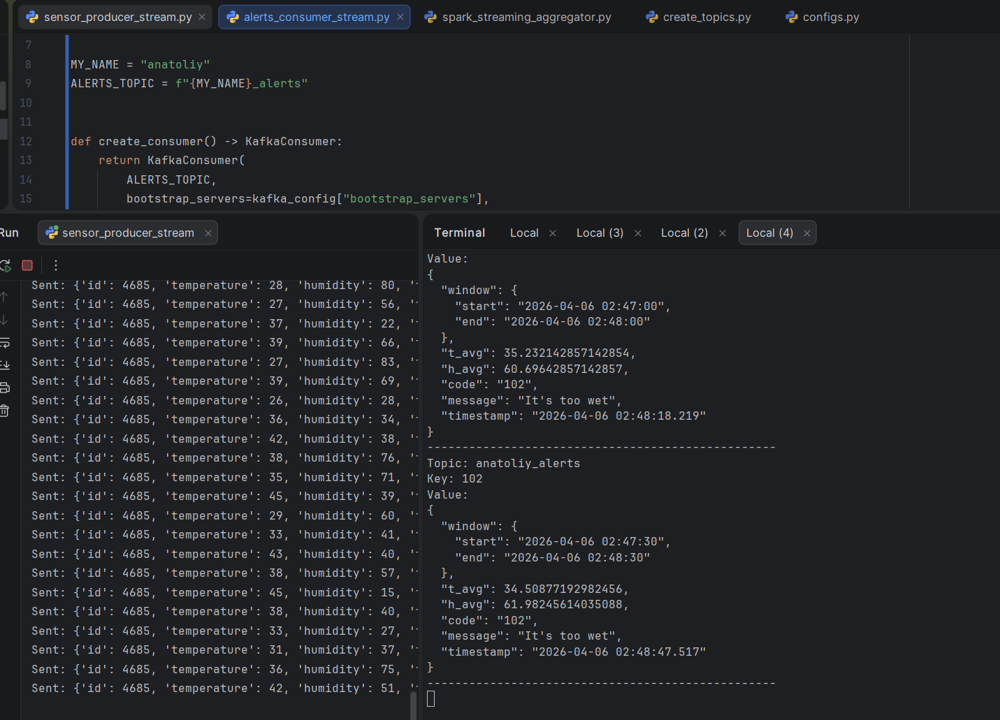 sensor_producer_stream.py
alerts_consumer_stream.py
spark_streaming_aggregator.py
create_topics.py
configs.py
7
8 MY_NAME = "anatoliy"
9 ALERTS_TOPIC = f"{MY_NAME}_alerts"
10
11
12 def create_consumer() -> KafkaConsumer:
13 return KafkaConsumer(
14 ALERTS_TOPIC,
15 bootstrap_servers=kafka_config["bootstrap_servers"],
Run sensor_producer_stream
Sent: {'id': 4685, 'temperature': 28, 'humidity': 80,
Sent: {'id': 4685, 'temperature': 27, 'humidity': 56,
Sent: {'id': 4685, 'temperature': 37, 'humidity': 22,
Sent: {'id': 4685, 'temperature': 39, 'humidity': 66,
Sent: {'id': 4685, 'temperature': 27, 'humidity': 83,
Sent: {'id': 4685, 'temperature': 39, 'humidity': 69,
Sent: {'id': 4685, 'temperature': 26, 'humidity': 28,
Sent: {'id': 4685, 'temperature': 36, 'humidity': 34,
Sent: {'id': 4685, 'temperature': 42, 'humidity': 38,
Sent: {'id': 4685, 'temperature': 38, 'humidity': 76,
Sent: {'id': 4685, 'temperature': 35, 'humidity': 71,
Sent: {'id': 4685, 'temperature': 45, 'humidity': 39,
Sent: {'id': 4685, 'temperature': 29, 'humidity': 60,
Sent: {'id': 4685, 'temperature': 33, 'humidity': 41,
Sent: {'id': 4685, 'temperature': 43, 'humidity': 40,
Sent: {'id': 4685, 'temperature': 38, 'humidity': 57,
Sent: {'id': 4685, 'temperature': 45, 'humidity': 15,
Sent: {'id': 4685, 'temperature': 38, 'humidity': 40,
Sent: {'id': 4685, 'temperature': 33, 'humidity': 27,
Sent: {'id': 4685, 'temperature': 31, 'humidity': 37,
Sent: {'id': 4685, 'temperature': 36, 'humidity': 75,
Sent: {'id': 4685, 'temperature': 42, 'humidity': 51,
Terminal Local Local (3) Local (2) Local (4)
Value:
{
"window": {
"start": "2026-04-06 02:47:00",
"end": "2026-04-06 02:48:00"
},
"t_avg": 35.232142857142854,
"h_avg": 60.69642857142857,
"code": "102",
"message": "It's too wet",
"timestamp": "2026-04-06 02:48:18.219"
}
--------------------------------------------------
Topic: anatoliy_alerts
Key: 102
Value:
{
"window": {
"start": "2026-04-06 02:47:30",
"end": "2026-04-06 02:48:30"
},
"t_avg": 34.50877192982456,
"h_avg": 61.98245614035088,
"code": "102",
"message": "It's too wet",
"timestamp": "2026-04-06 02:48:47.517"
}
--------------------------------------------------